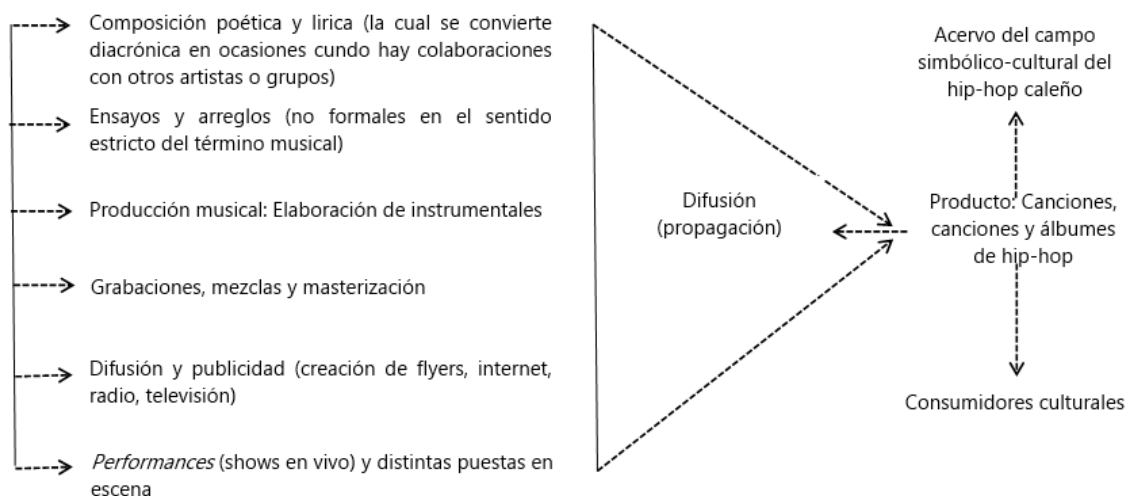 Composición poética y lirica (la cual se convierte
diacrónica en ocasiones cundo hay colaboraciones
con otros artistas o grupos)
Ensayos y arreglos (no formales en el sentido
estricto del término musical)
Producción musical: Elaboración de instrumentales
Grabaciones, mezclas y masterización
Difusión y publicidad (creación de flyers, internet,
radio, televisión)
Performances (shows en vivo) y distintas puestas en
escena
Difusión
(propagación)
Acervo del campo
simbólico-cultural del
hip-hop caleño
Producto: Canciones,
canciones y álbumes
de hip-hop
Consumidores culturales